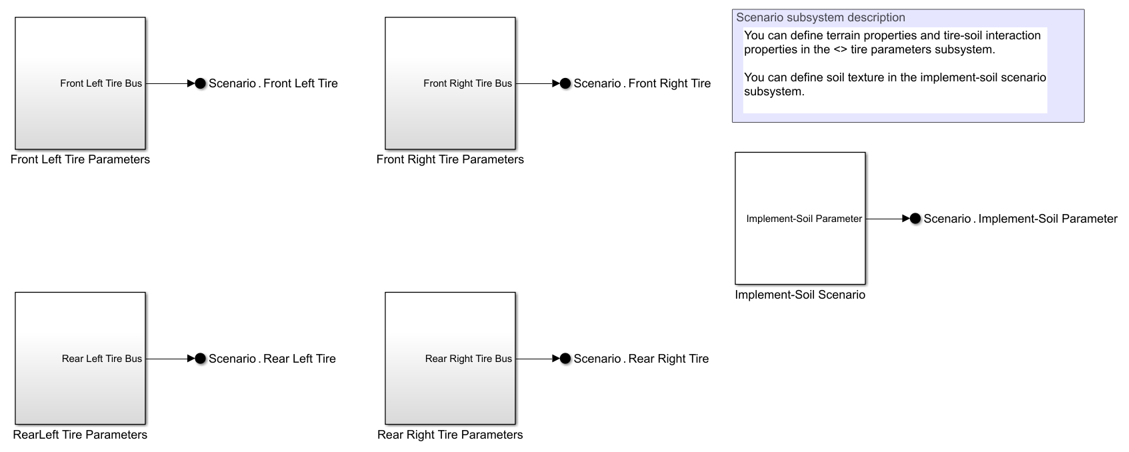 Front Left Tire Bus
Scenario . Front Left Tire
Front Left Tire Parameters
Front Right Tire Bus
Scenario . Front Right Tire
Front Right Tire Parameters
Scenario subsystem description
You can define terrain properties and tire-soil interaction
properties in the <> tire parameters subsystem.
You can define soil texture in the implement-soil scenario
subsystem.
Implement-Soil Parameter
Scenario . Implement-Soil Parameter
Implement-Soil Scenario
Rear Left Tire Bus
Scenario . Rear Left Tire
RearLeft Tire Parameters
Rear Right Tire Bus
Scenario . Rear Right Tire
Rear Right Tire Parameters